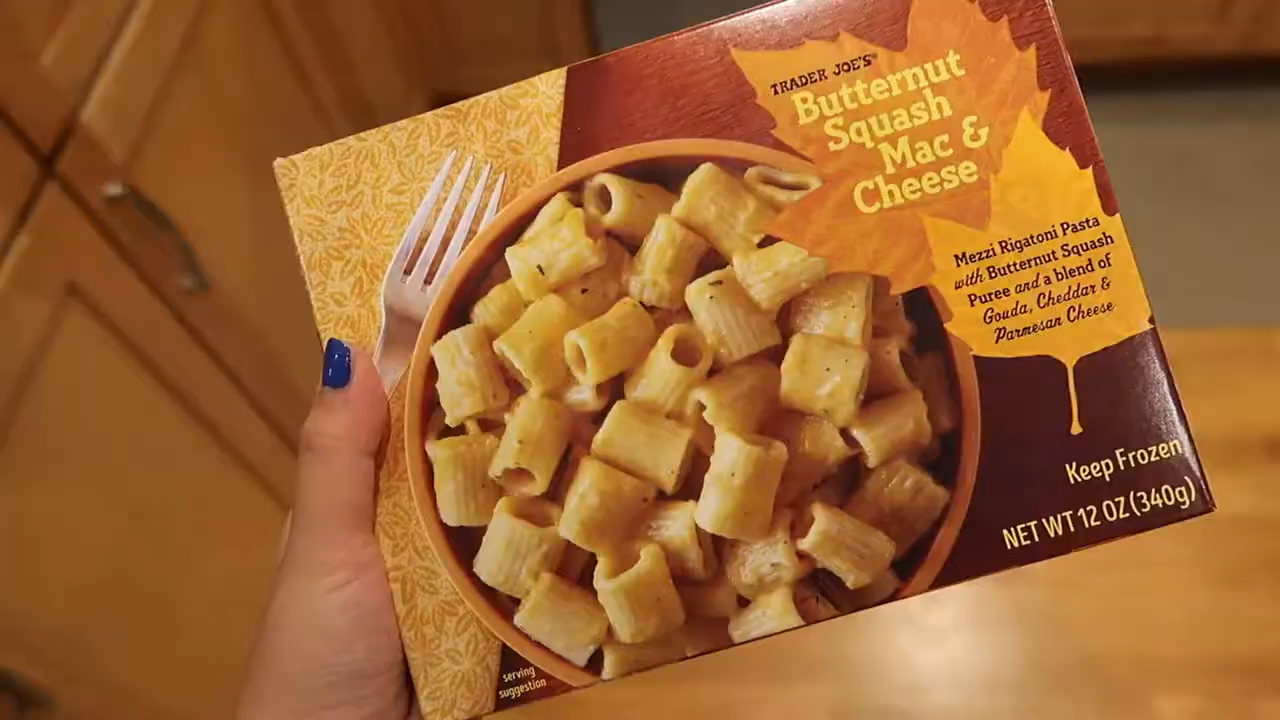 TRADER JOE'S®
Butternut
Squash
Mac &
Cheese
Mezzi Rigatoni Pasta
with Butternut Squash
Puree and a blend of
Gouda, Cheddar &
Parmesan Cheese
Keep Frozen
NET WT 12 OZ (340g)
serving
suggestion